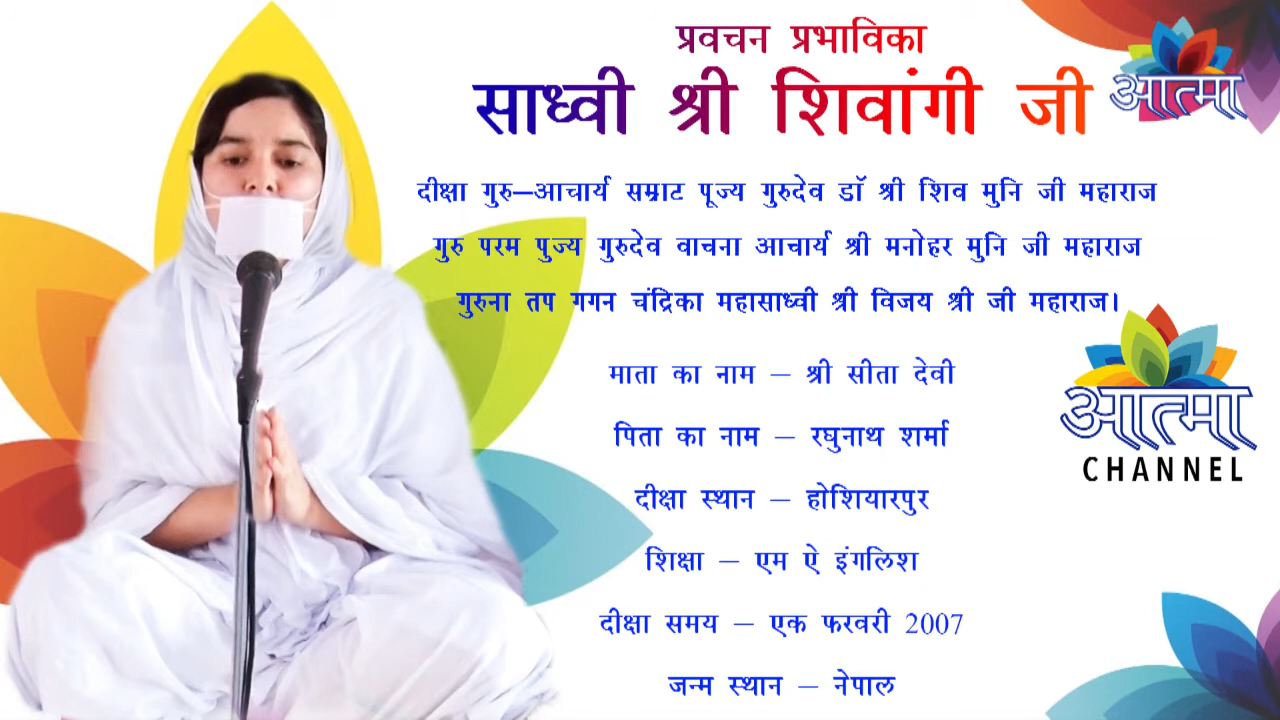 प्रवचन प्रभाविका
साध्वी श्री शिवांगी जी
आत्मा
दीक्षा गुरु–आचार्य सम्राट पूज्य गुरुदेव डॉ श्री शिव मुनि जी महाराज
गुरु परम पुज्य गुरुदेव वाचना आचार्य श्री मनोहर मुनि जी महाराज
गुरुना तप गगन चंद्रिका महासाध्वी श्री विजय श्री जी महाराज।
माता का नाम – श्री सीता देवी
आत्मा
CHANNEL
पिता का नाम – रघुनाथ शर्मा
दीक्षा स्थान – होशियारपुर
शिक्षा – एम ऐ इंगलिश
दीक्षा समय – एक फरवरी 2007
जन्म स्थान – नेपाल